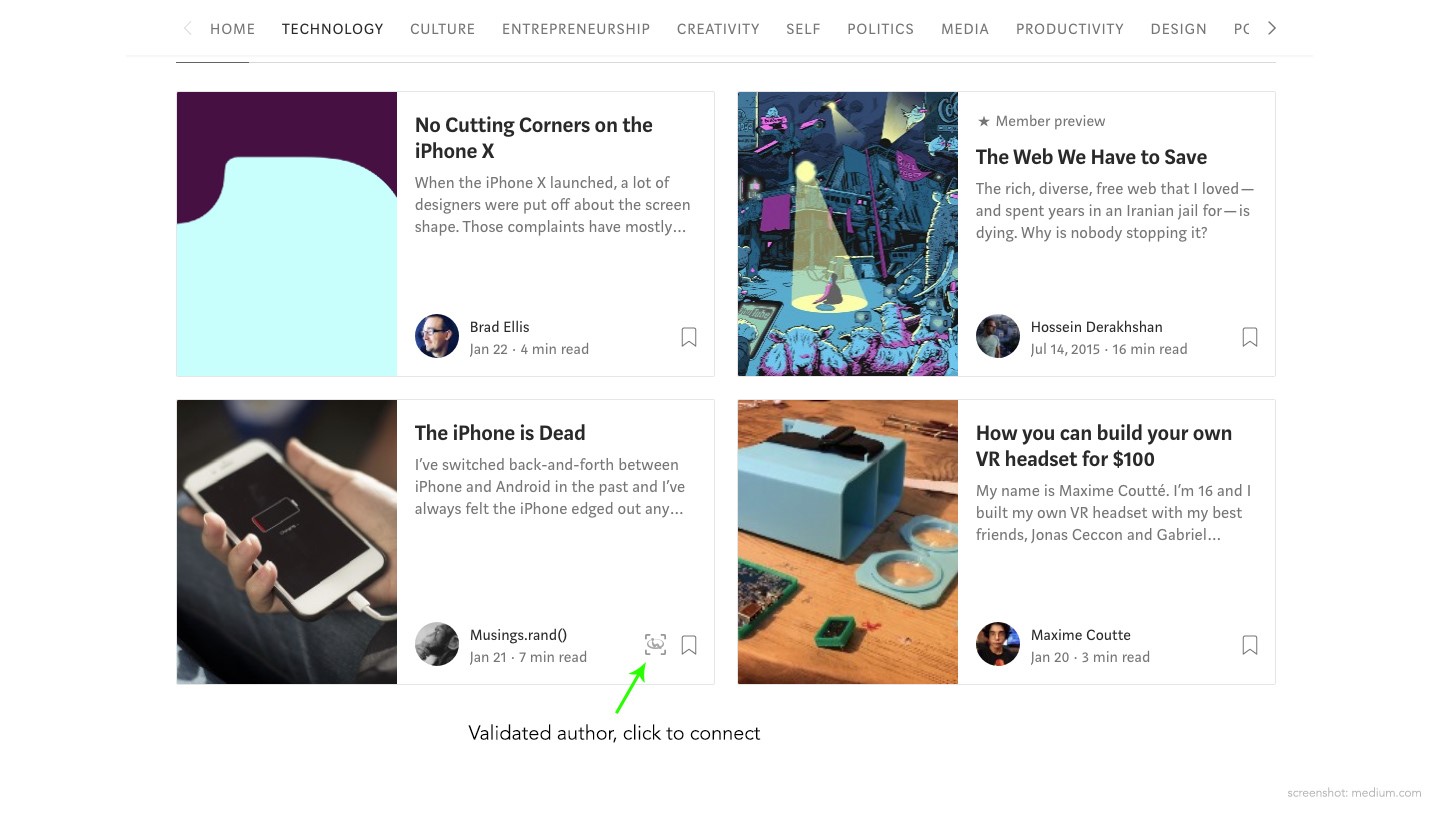 HOME TECHNOLOGY CULTURE ENTREPRENEURSHIP CREATIVITY SELF POLITICS MEDIA PRODUCTIVITY DESIGN
No Cutting Corners on the
iPhone X
When the iPhone X launched, a lot of
designers were put off about the screen
shape. Those complaints have mostly…
Brad Ellis
Jan 22 · 4 min read
★ Member preview
The Web We Have to Save
The rich, diverse, free web that I loved—
and spent years in an Iranian jail for—is
dying. Why is nobody stopping it?
Hossein Derakhshan
Jul 14, 2015 · 16 min read
The iPhone is Dead
I’ve switched back-and-forth between
iPhone and Android in the past and I’ve
always felt the iPhone edged out any…
Musings.rand()
Jan 21 · 7 min read
How you can build your own
VR headset for $100
My name is Maxime Coutté. I’m 16 and I
built my own VR headset with my best
friends, Jonas Ceccon and Gabriel…
Maxime Coutte
Jan 20 · 3 min read
Validated author, click to connect
screenshot: medium.com